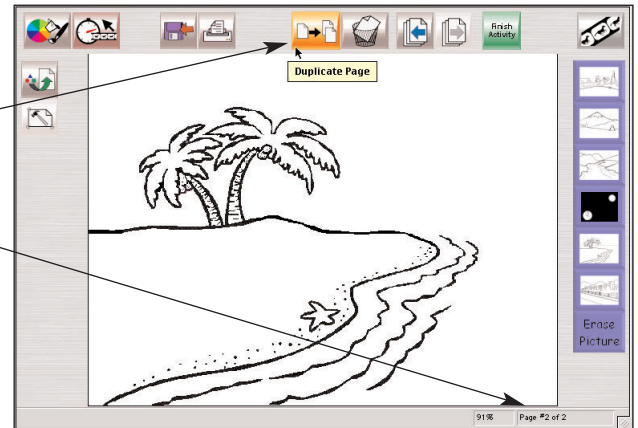 Finish
Activity
Duplicate Page
Erase
Picture
91%
Page #2 of 2